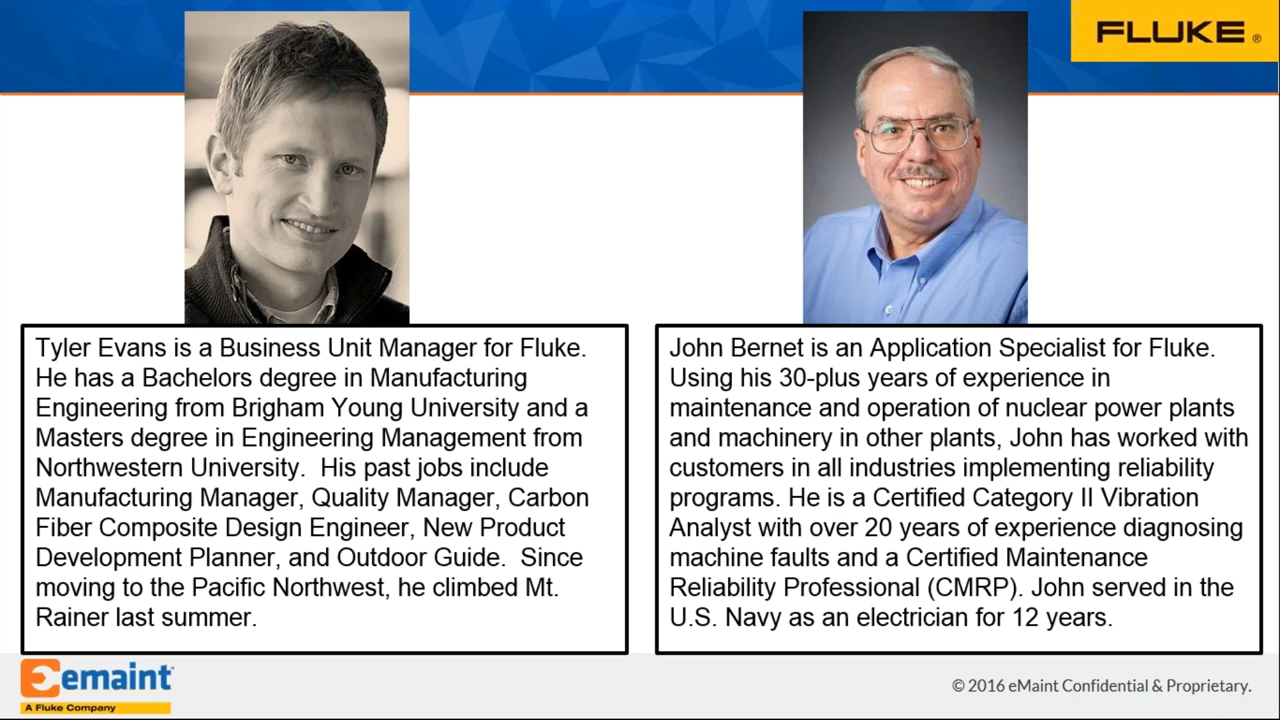 FLUKE ®
Tyler Evans is a Business Unit Manager for Fluke.
He has a Bachelors degree in Manufacturing
Engineering from Brigham Young University and a
Masters degree in Engineering Management from
Northwestern University.  His past jobs include
Manufacturing Manager, Quality Manager, Carbon
Fiber Composite Design Engineer, New Product
Development Planner, and Outdoor Guide.  Since
moving to the Pacific Northwest, he climbed Mt.
Rainer last summer.
John Bernet is an Application Specialist for Fluke.
Using his 30-plus years of experience in
maintenance and operation of nuclear power plants
and machinery in other plants, John has worked with
customers in all industries implementing reliability
programs. He is a Certified Category II Vibration
Analyst with over 20 years of experience diagnosing
machine faults and a Certified Maintenance
Reliability Professional (CMRP). John served in the
U.S. Navy as an electrician for 12 years.
emaint™
A Fluke Company
© 2016 eMaint Confidential & Proprietary.